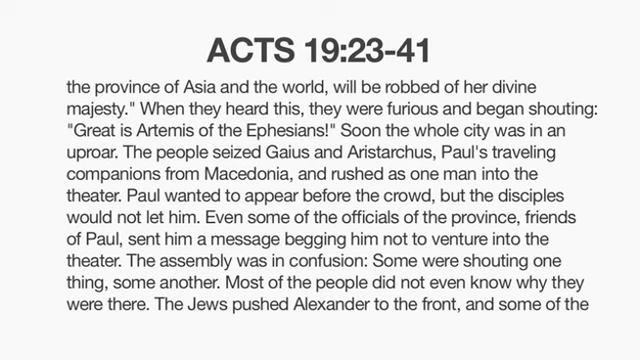 ACTS 19:23-41
the province of Asia and the world, will be robbed of her divine
majesty." When they heard this, they were furious and began shouting:
"Great is Artemis of the Ephesians!" Soon the whole city was in an
uproar. The people seized Gaius and Aristarchus, Paul's traveling
companions from Macedonia, and rushed as one man into the
theater. Paul wanted to appear before the crowd, but the disciples
would not let him. Even some of the officials of the province, friends
of Paul, sent him a message begging him not to venture into the
theater. The assembly was in confusion: Some were shouting one
thing, some another. Most of the people did not even know why they
were there. The Jews pushed Alexander to the front, and some of the